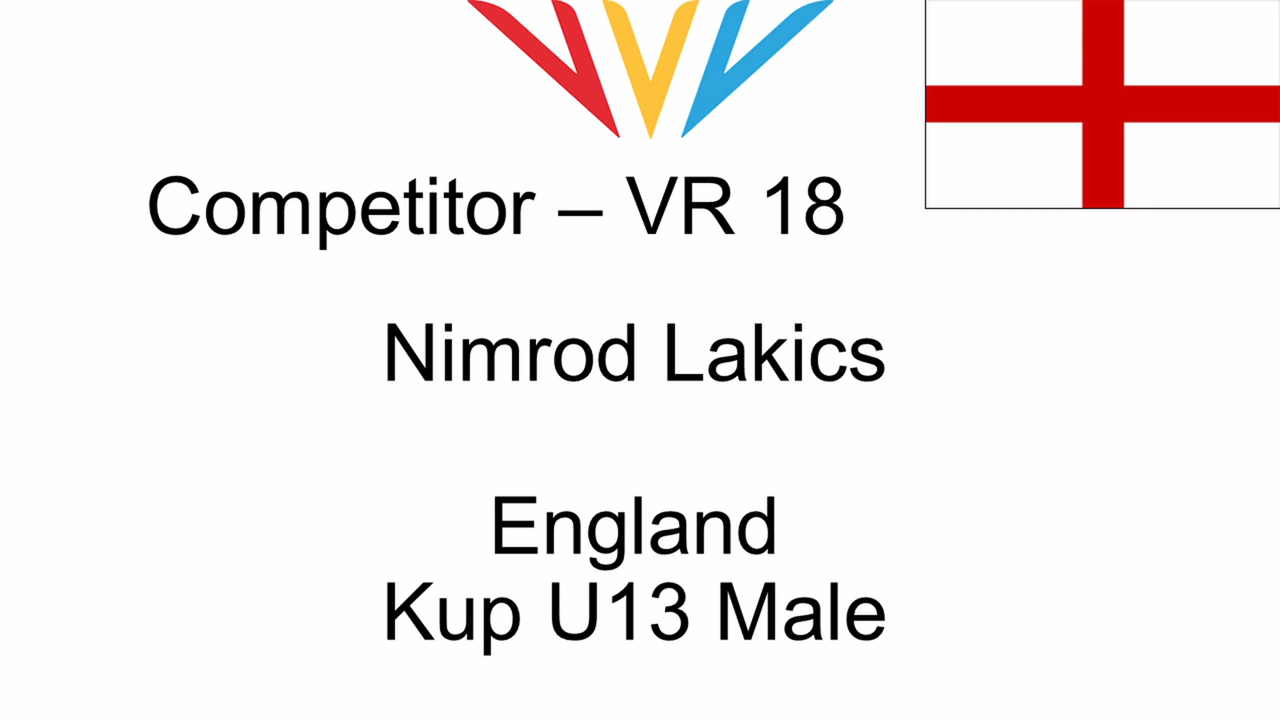 Competitor – VR 18
Nimrod Lakics
England
Kup U13 Male